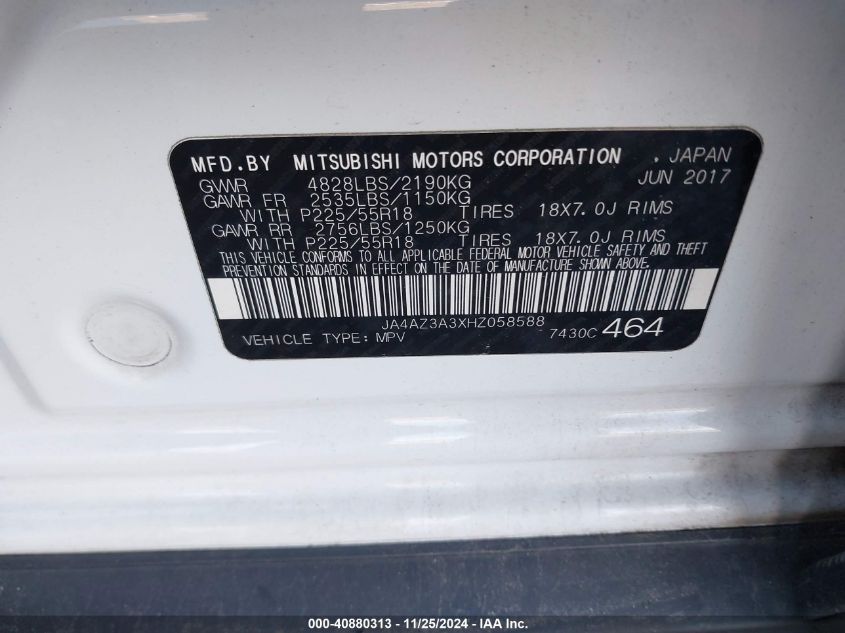 MFD.BY MITSUBISHI MOTORS CORPORATION . JAPAN
GVWR 4828LBS/2190KG JUN 2017
GAWR FR 2535LBS/1150KG
WITH P225/55R18 TIRES 18X7.0J RIMS
GAWR RR 2756LBS/1250KG
WITH P225/55R18 TIRES 18X7.0J RIMS
THIS VEHICLE CONFORMS TO ALL APPLICABLE FEDERAL MOTOR VEHICLE SAFETY AND THEFT
PREVENTION STANDARDS IN EFFECT ON THE DATE OF MANUFACTURE SHOWN ABOVE.
JA4AZ3A3XHZ058588
VEHICLE TYPE: MPV 7430C 464
000-40880313 - 11/25/2024 - IAA Inc.